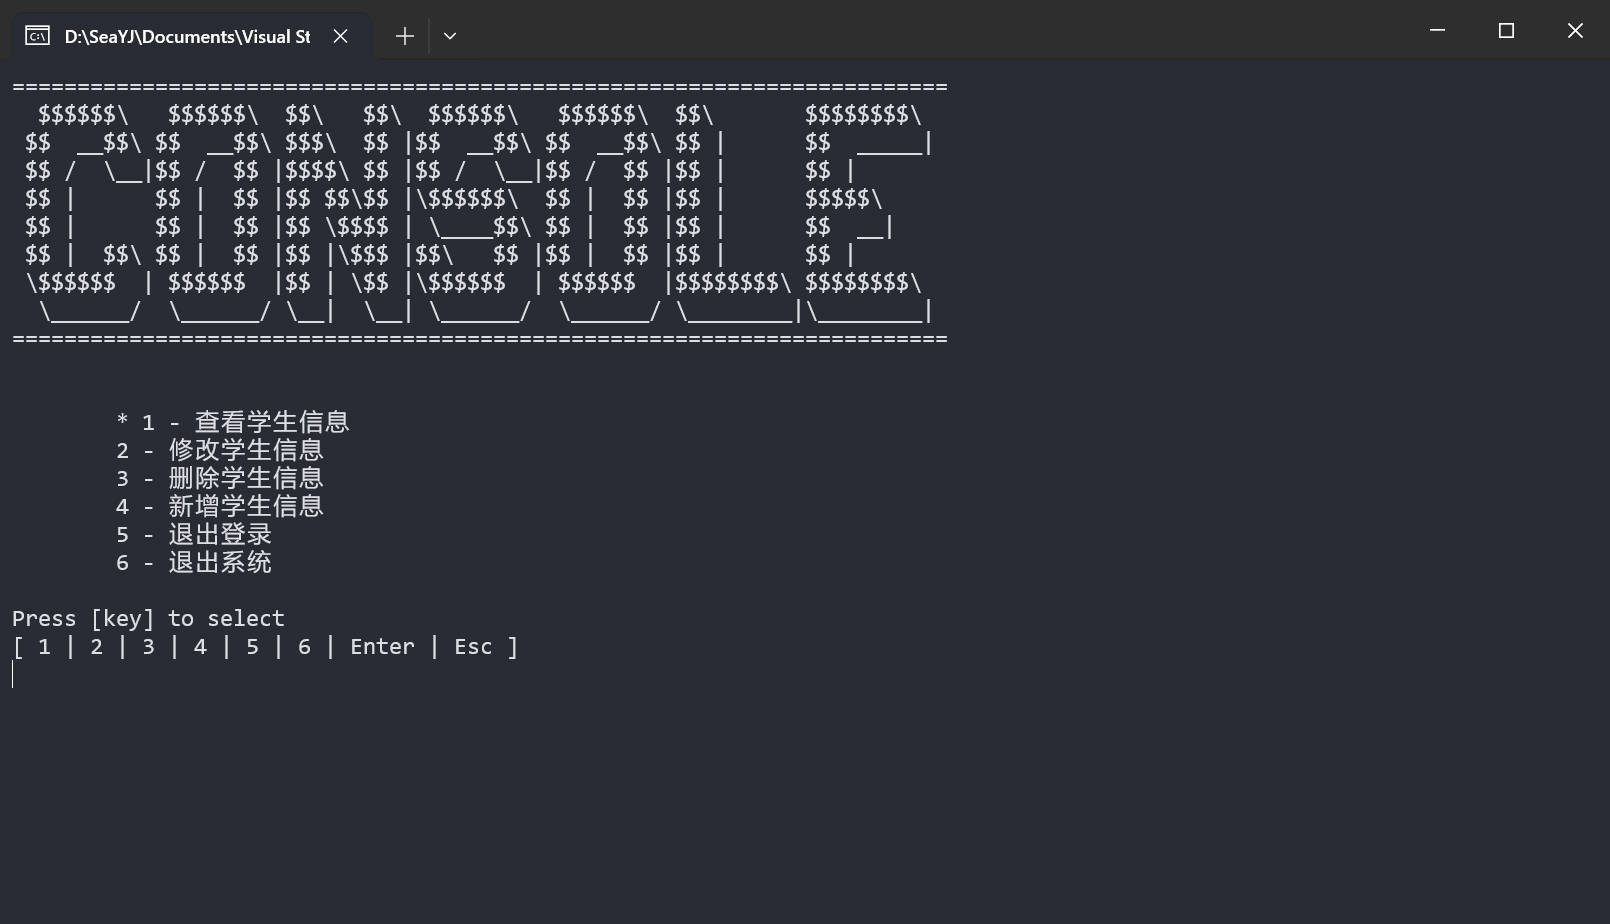 D:\SeaYJ\Documents\Visual St
========================================================================
  $$$$$$\   $$$$$$\  $$\   $$\  $$$$$$\   $$$$$$\  $$\       $$$$$$$$\
 $$  __$$\ $$  __$$\ $$$\  $$ |$$  __$$\ $$  __$$\ $$ |      $$  _____|
 $$ /  \__|$$ /  $$ |$$$$\ $$ |$$ /  \__|$$ /  $$ |$$ |      $$ |
 $$ |      $$ |  $$ |$$ $$\$$ |\$$$$$$\  $$ |  $$ |$$ |      $$$$$\
 $$ |      $$ |  $$ |$$ \$$$$ | \____$$\ $$ |  $$ |$$ |      $$  __|
 $$ |  $$\ $$ |  $$ |$$ |\$$$ |$$\   $$ |$$ |  $$ |$$ |      $$ |
 \$$$$$$  | $$$$$$  |$$ | \$$ |\$$$$$$  | $$$$$$  |$$$$$$$$\ $$$$$$$$\
  \______/  \______/ \__|  \__| \______/  \______/ \________|\________|
========================================================================
* 1 - 查看学生信息
2 - 修改学生信息
3 - 删除学生信息
4 - 新增学生信息
5 - 退出登录
6 - 退出系统
Press [key] to select
[ 1 | 2 | 3 | 4 | 5 | 6 | Enter | Esc ]